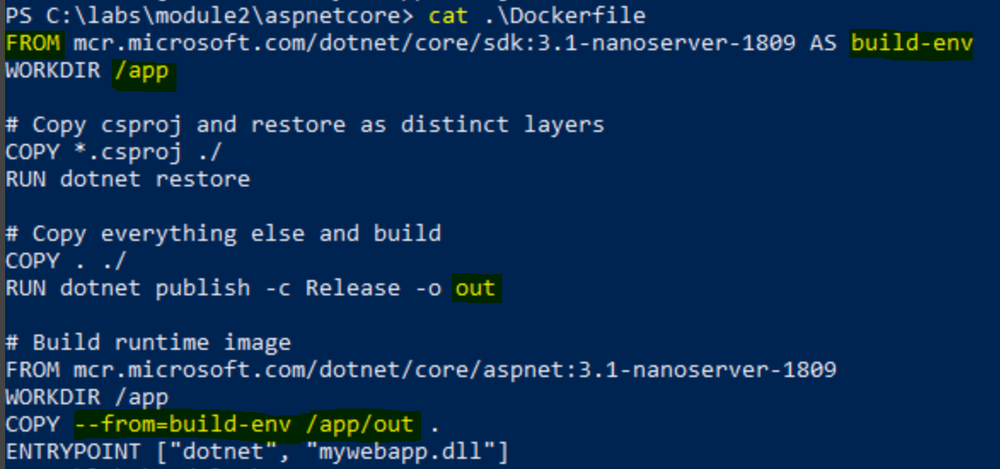 PS C:\labs\module2\aspnetcore> cat .\Dockerfile
FROM mcr.microsoft.com/dotnet/core/sdk:3.1-nanoserver-1809 AS build-env
WORKDIR /app
# Copy csproj and restore as distinct layers
COPY *.csproj ./
RUN dotnet restore
# Copy everything else and build
COPY . ./
RUN dotnet publish -c Release -o out
# Build runtime image
FROM mcr.microsoft.com/dotnet/core/aspnet:3.1-nanoserver-1809
WORKDIR /app
COPY --from=build-env /app/out .
ENTRYPOINT ["dotnet", "mywebapp.dll"]